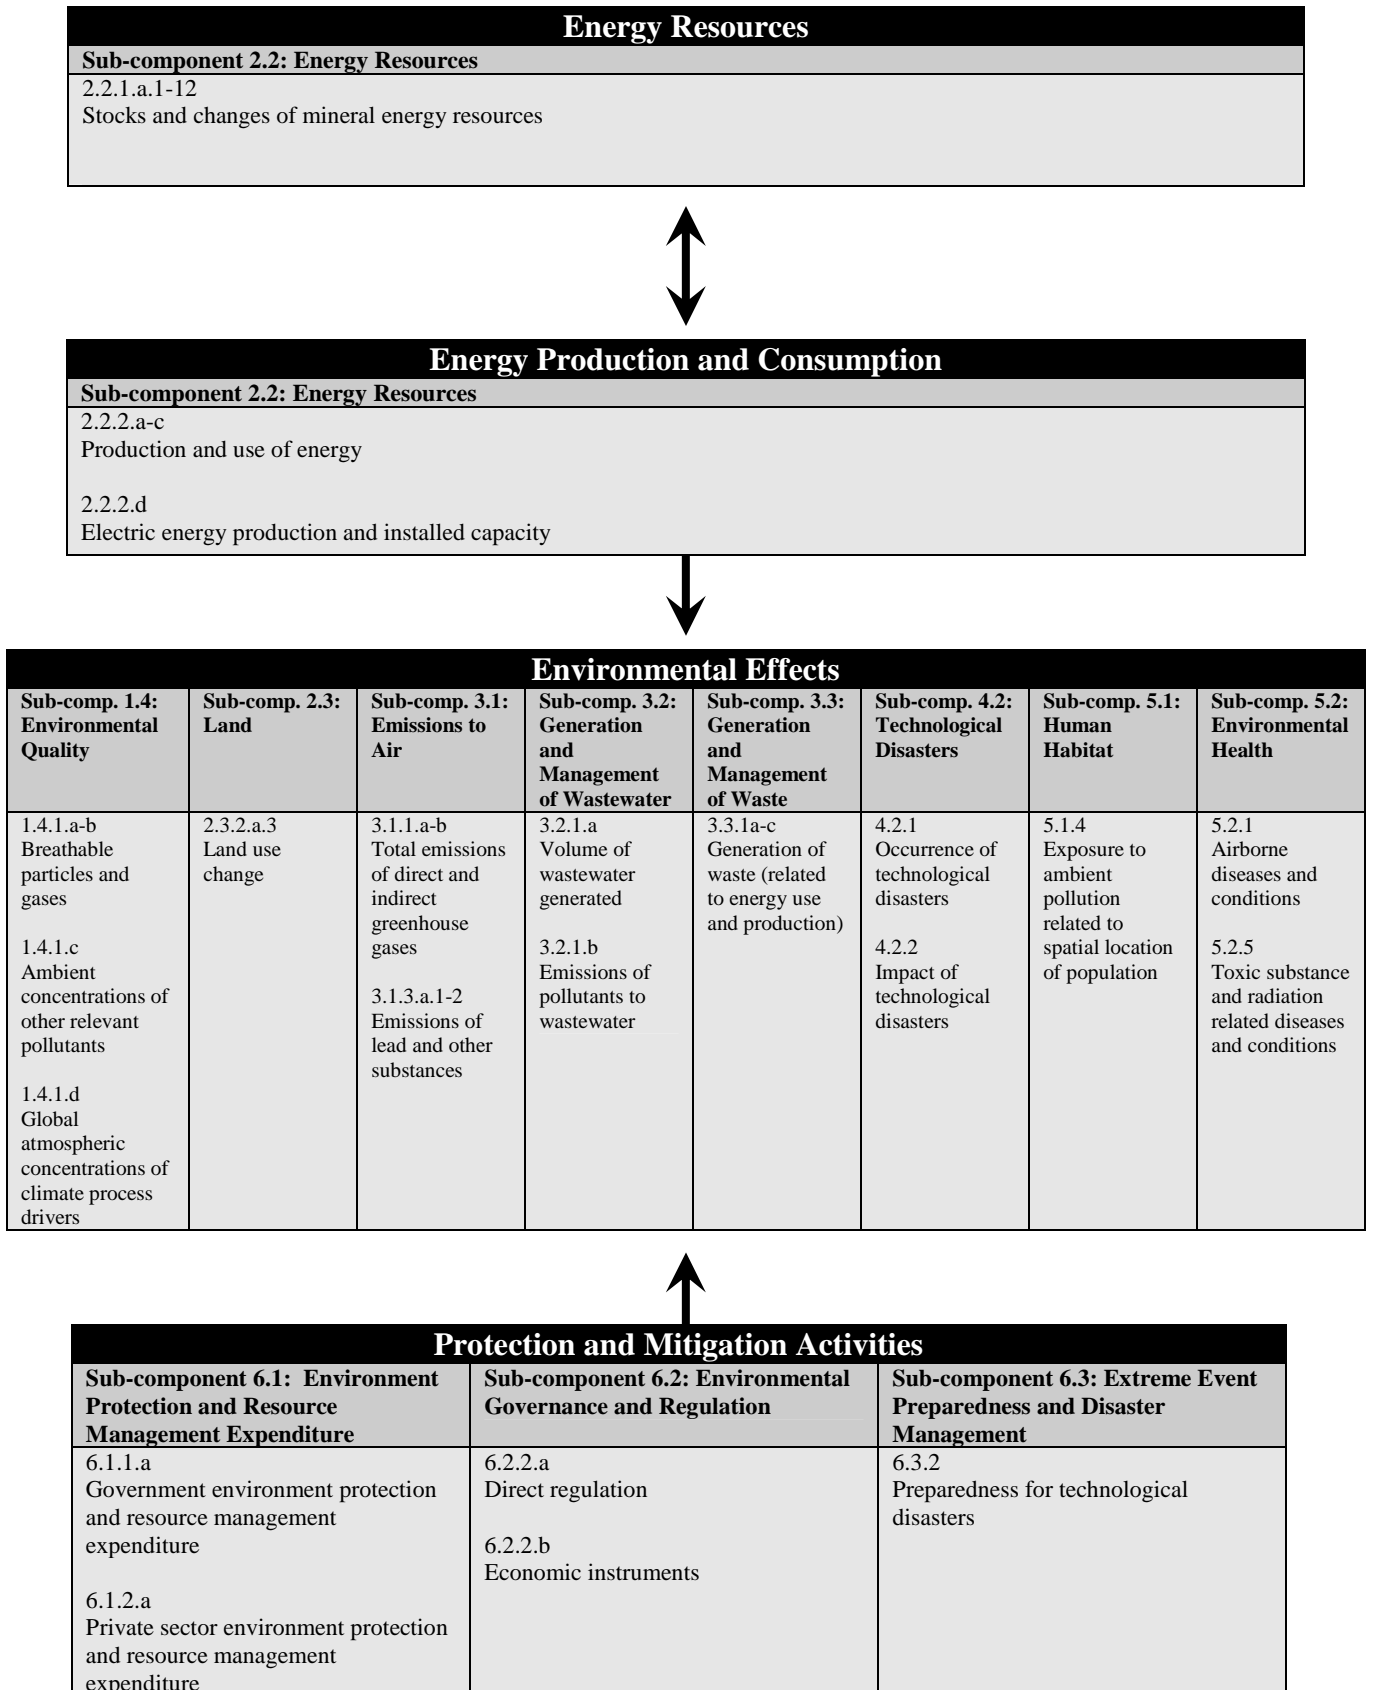 Energy Resources
Sub-component 2.2: Energy Resources
2.2.1.a.1-12
Stocks and changes of mineral energy resources
Energy Production and Consumption
Sub-component 2.2: Energy Resources
2.2.2.a-c
Production and use of energy
2.2.2.d
Electric energy production and installed capacity
Environmental Effects
Sub-comp. 1.4:
Environmental
Quality
Sub-comp. 2.3:
Land
Sub-comp. 3.1:
Emissions to
Air
Sub-comp. 3.2:
Generation
and
Management
of Wastewater
Sub-comp. 3.3:
Generation
and
Management
of Waste
Sub-comp. 4.2:
Technological
Disasters
Sub-comp. 5.1:
Human
Habitat
Sub-comp. 5.2:
Environmental
Health
1.4.1.a-b
Breathable
particles and
gases
1.4.1.c
Ambient
concentrations of
other relevant
pollutants
1.4.1.d
Global
atmospheric
concentrations of
climate process
drivers
2.3.2.a.3
Land use
change
3.1.1.a-b
Total emissions
of direct and
indirect
greenhouse
gases
3.1.3.a.1-2
Emissions of
lead and other
substances
3.2.1.a
Volume of
wastewater
generated
3.2.1.b
Emissions of
pollutants to
wastewater
3.3.1a-c
Generation of
waste (related
to energy use
and production)
4.2.1
Occurrence of
technological
disasters
4.2.2
Impact of
technological
disasters
5.1.4
Exposure to
ambient
pollution
related to
spatial location
of population
5.2.1
Airborne
diseases and
conditions
5.2.5
Toxic substance
and radiation
related diseases
and conditions
Protection and Mitigation Activities
Sub-component 6.1: Environment
Protection and Resource
Management Expenditure
Sub-component 6.2: Environmental
Governance and Regulation
Sub-component 6.3: Extreme Event
Preparedness and Disaster
Management
6.1.1.a
Government environment protection
and resource management
expenditure
6.1.2.a
Private sector environment protection
and resource management
expenditure
6.2.2.a
Direct regulation
6.2.2.b
Economic instruments
6.3.2
Preparedness for technological
disasters